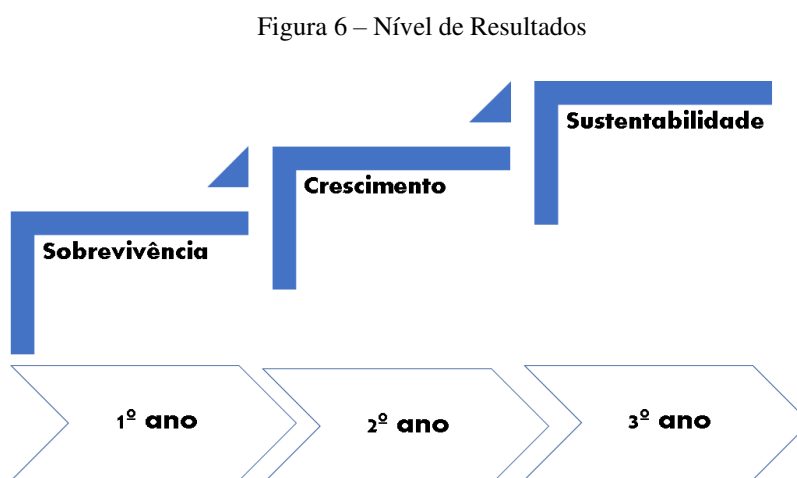 Figura 6 – Nível de Resultados
Sustentabilidade
Crescimento
Sobrevivência
1º ano
2º ano
3º ano